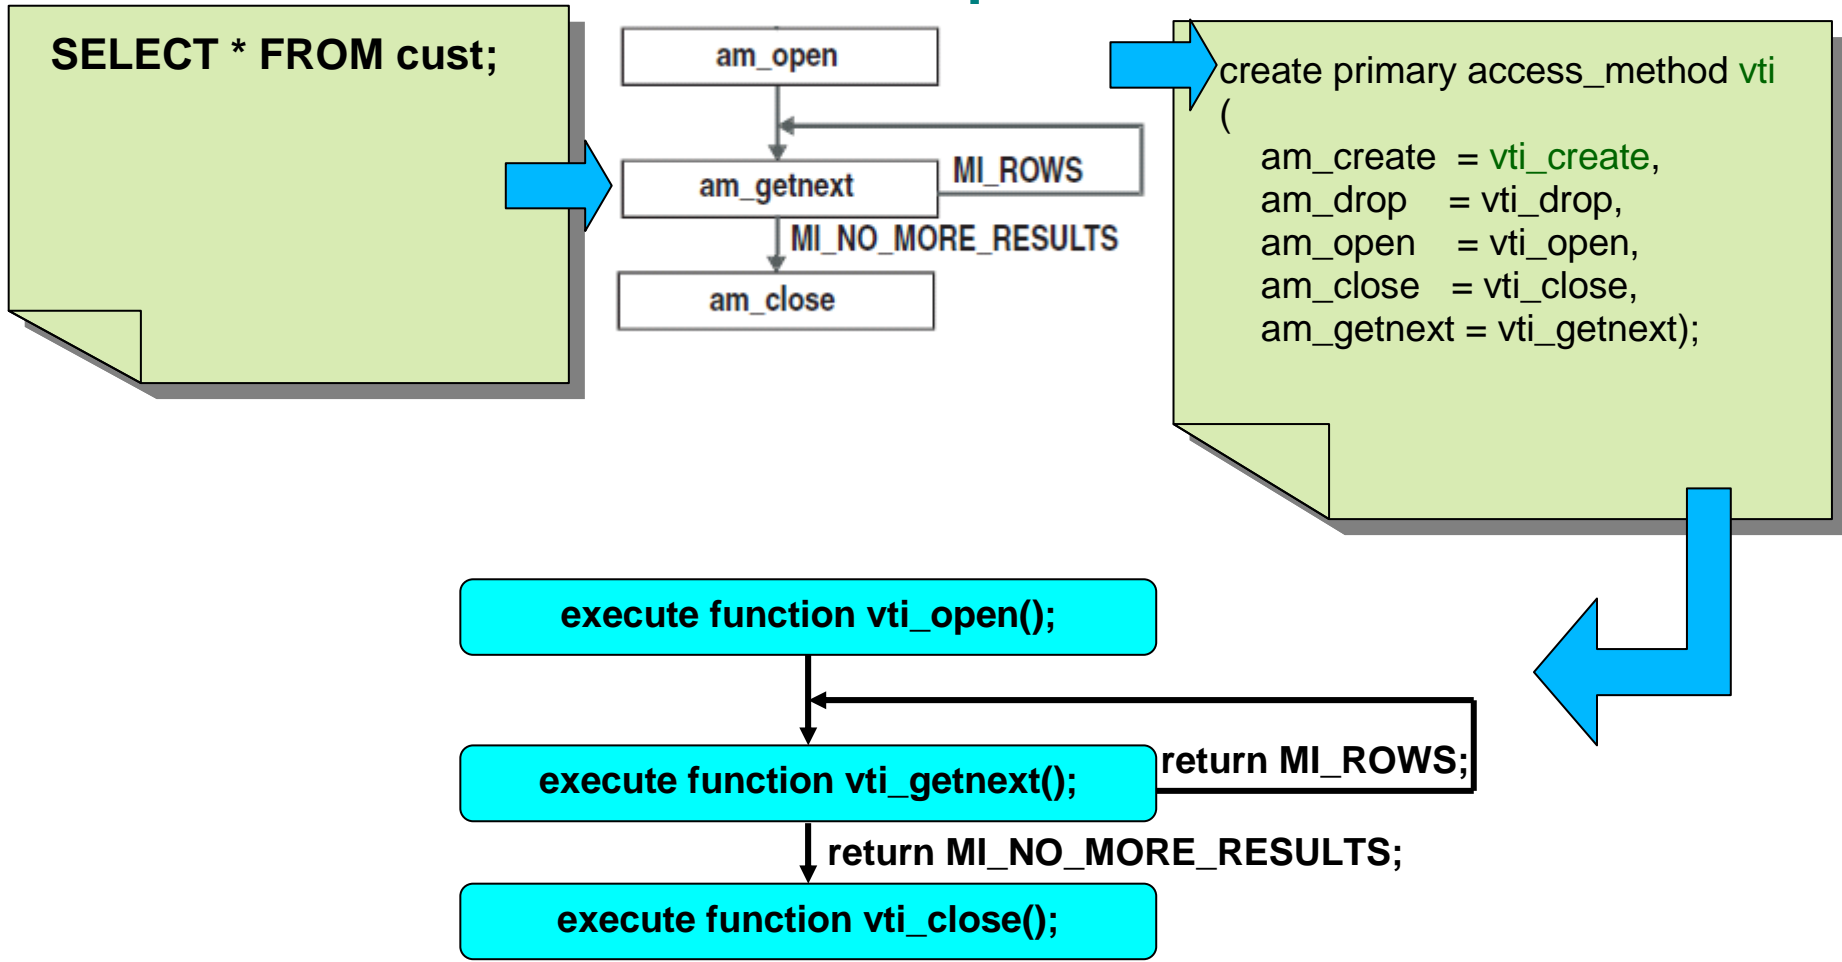 SELECT * FROM cust;
am_open
am_getnext
MI_ROWS
MI_NO_MORE_RESULTS
am_close
create primary access_method vti
(
am_create = vti_create,
am_drop = vti_drop,
am_open = vti_open,
am_close = vti_close,
am_getnext = vti_getnext);
execute function vti_open();
execute function vti_getnext();
return MI_ROWS;
return MI_NO_MORE_RESULTS;
execute function vti_close();